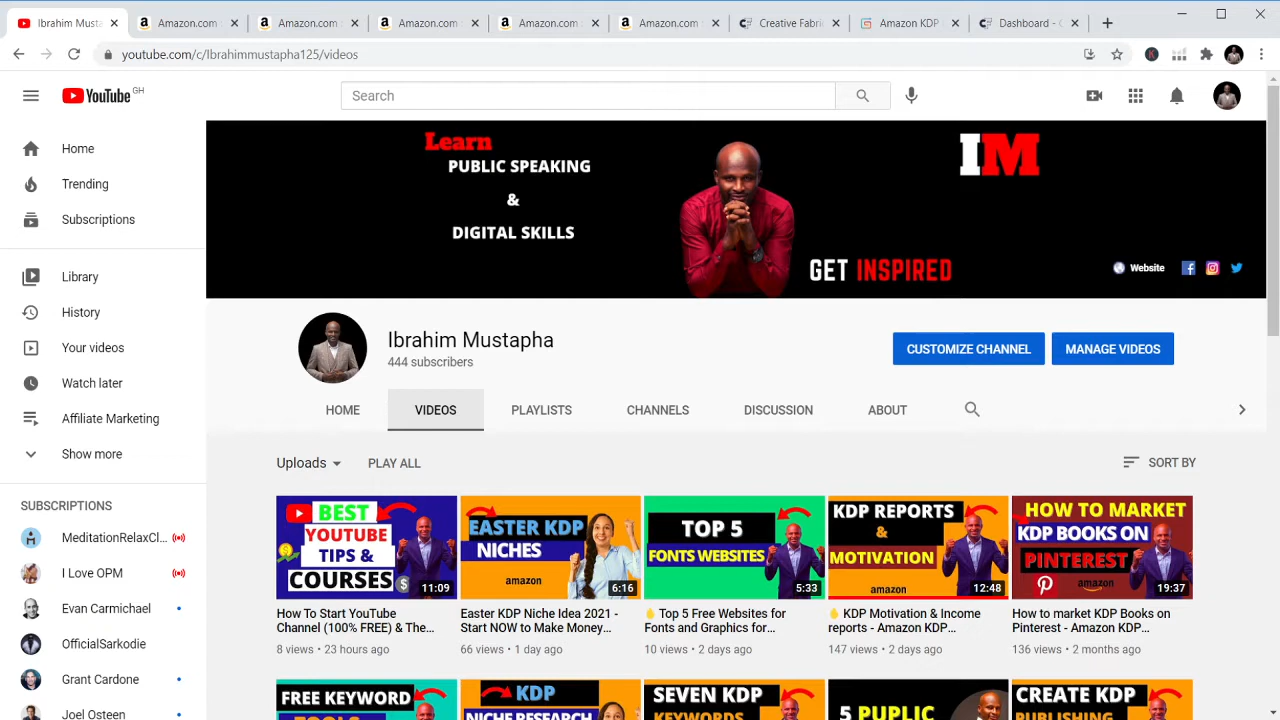 Ibrahim Musta
Amazon.com
Amazon.com
Amazon.com
Amazon.com
Amazon.com
Creative Fabri
Amazon KDP
Dashboard - C
youtube.com/c/Ibrahimmustapha125/videos
YouTube GH
Search
Home
Trending
Subscriptions
Library
History
Your videos
Watch later
Affiliate Marketing
Show more
SUBSCRIPTIONS
MeditationRelaxCl...
I Love OPM
Evan Carmichael
OfficialSarkodie
Grant Cardone
Joel Osteen
Learn
PUBLIC SPEAKING
&
DIGITAL SKILLS
IM
GET INSPIRED
Website
Ibrahim Mustapha
444 subscribers
CUSTOMIZE CHANNEL
MANAGE VIDEOS
HOME
VIDEOS
PLAYLISTS
CHANNELS
DISCUSSION
ABOUT
Uploads
PLAY ALL
SORT BY
BEST
YOUTUBE
TIPS &
COURSES
11:09
How To Start YouTube
Channel (100% FREE) & The...
8 views • 23 hours ago
EASTER KDP
NICHES
amazon
6:16
Easter KDP Niche Idea 2021 -
Start NOW to Make Money...
66 views • 1 day ago
TOP 5
FONTS WEBSITES
5:33
Top 5 Free Websites for
Fonts and Graphics for...
10 views • 2 days ago
KDP REPORTS
&
MOTIVATION
amazon
12:48
KDP Motivation & Income
reports - Amazon KDP...
147 views • 2 days ago
HOW TO MARKET
KDP BOOKS ON
PINTEREST
amazon
19:37
How to market KDP Books on
Pinterest - Amazon KDP...
136 views • 2 months ago
FREE KEYWORD
TOOLS
KDP
NICHE RESEARCH
SEVEN KDP
KEYWORDS
5 PUBLIC
CREATE KDP
PUBLISHING